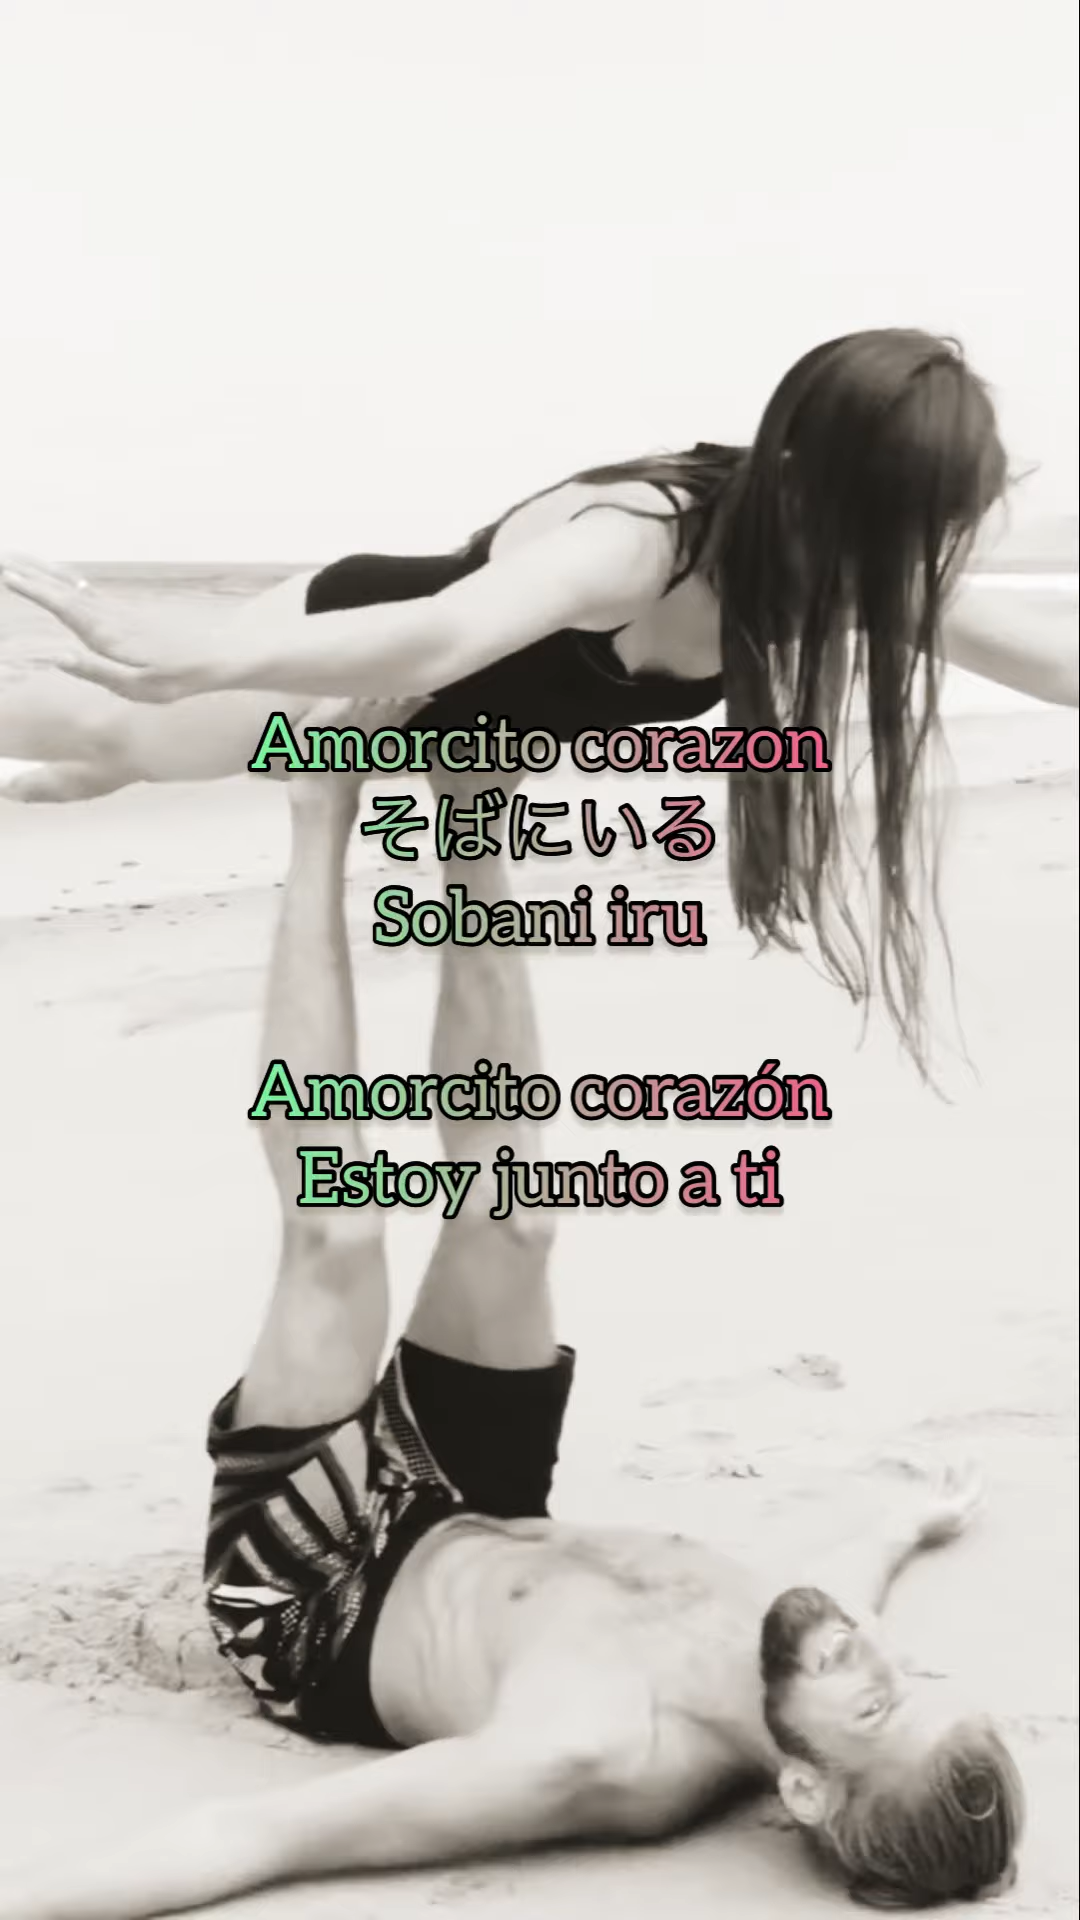 Amorcito corazon
そばにいる
Sobani iru
Amorcito corazón
Estoy junto a ti